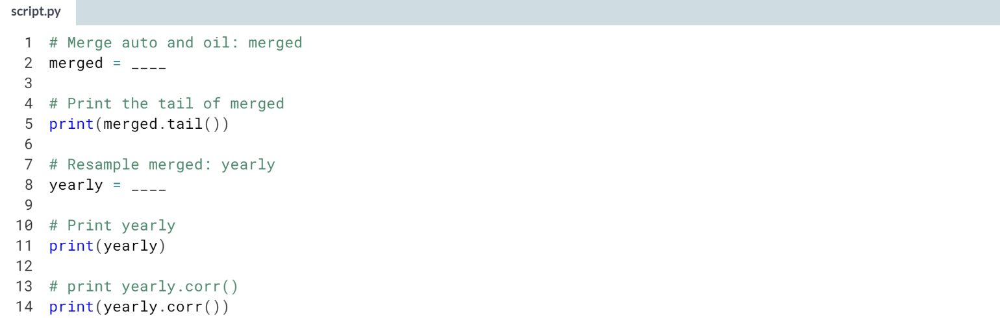 script.py
1 # Merge auto and oil: merged
2 merged = ____
3
4 # Print the tail of merged
5 print(merged.tail())
6
7 # Resample merged: yearly
8 yearly = ____
9
10 # Print yearly
11 print(yearly)
12
13 # print yearly.corr()
14 print(yearly.corr())